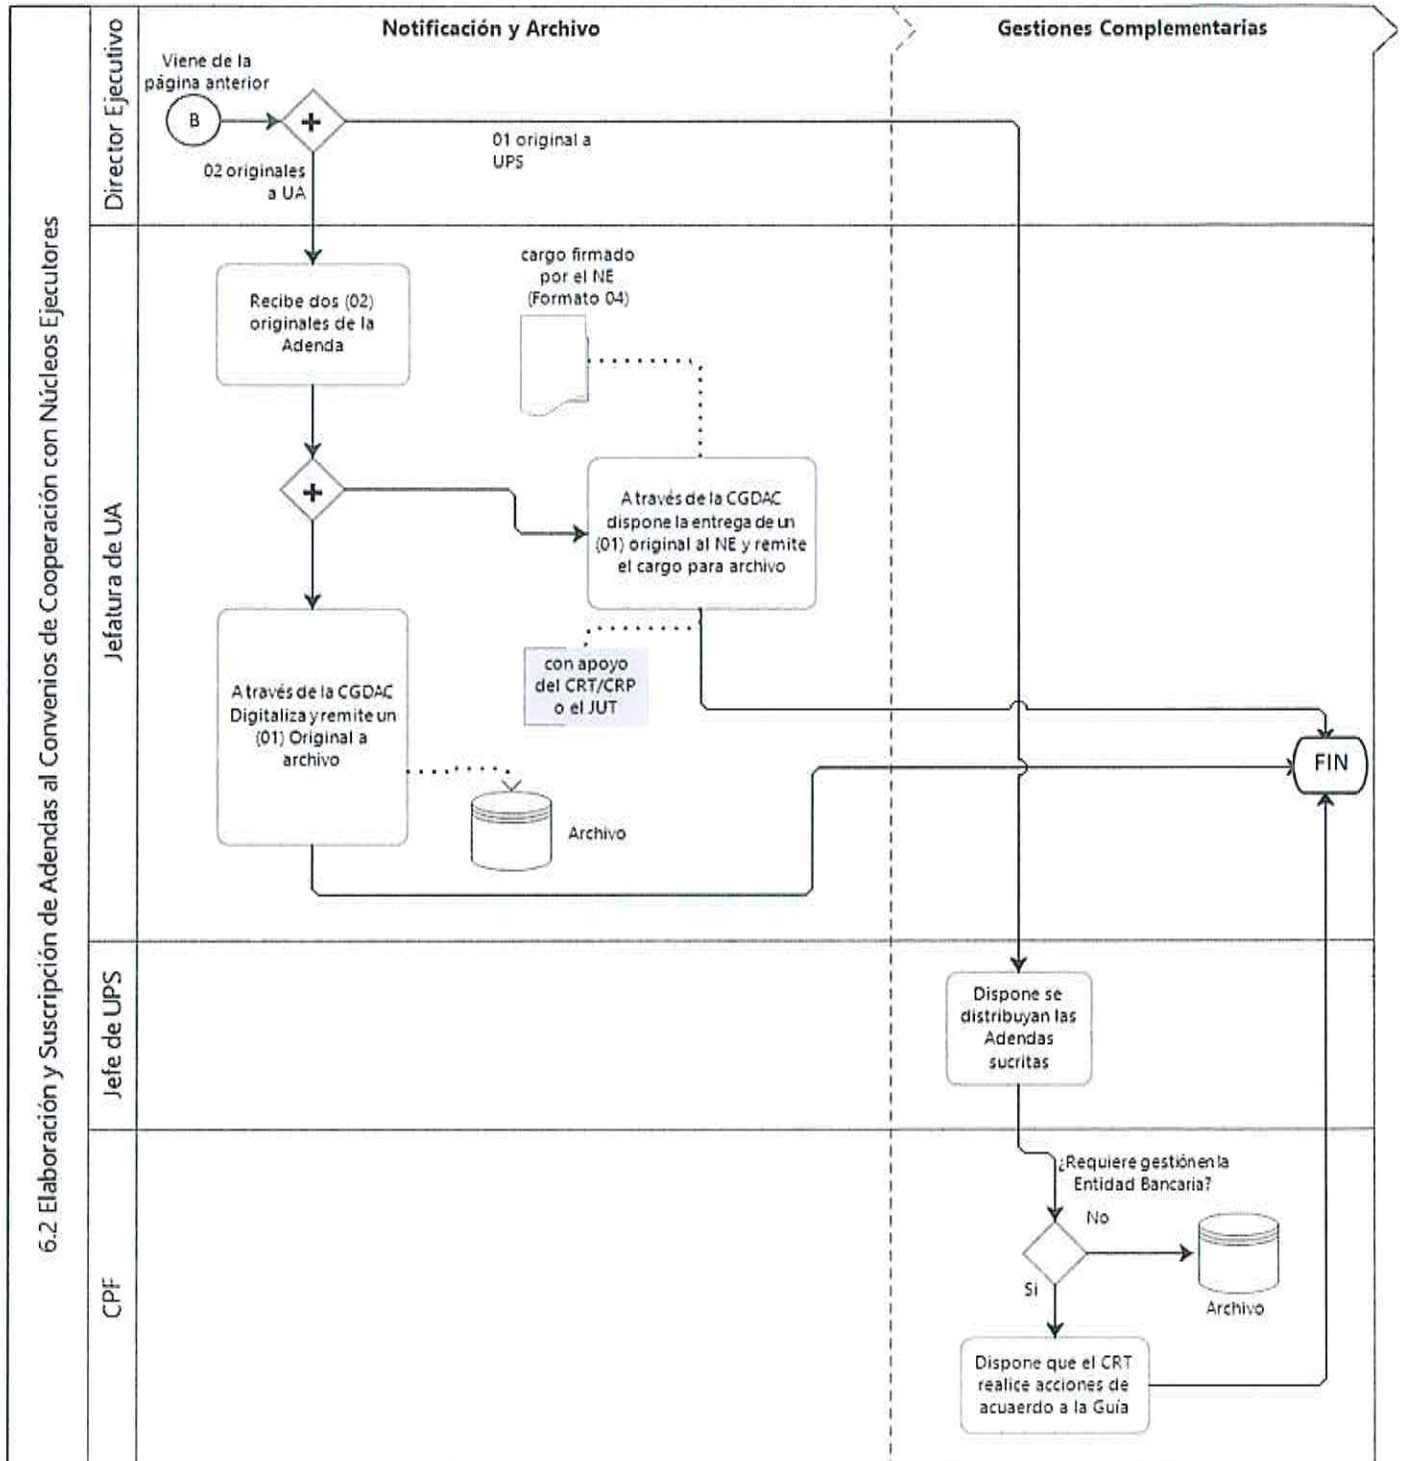 6.2 Elaboración y Suscripción de Adendas al Convenios de Cooperación con Núcleos Ejecutores
Notificación y Archivo
Gestiones Complementarias
Director Ejecutivo
Viene de la
página anterior
B
02 originales
a UA
01 original a
UPS
Jefatura de UA
Recibe dos (02)
originales de la
Adenda
cargo firmado
por el NE
(Formato 04)
A través de la CGDAC
dispone la entrega de un
(01) original al NE y remite
el cargo para archivo
con apoyo
del CRT/CRP
o el JUT
A través de la CGDAC
Digitaliza y remite un
(01) Original a
archivo
Archivo
FIN
Jefe de UPS
Dispone se
distribuyan las
Adendas
sucritas
CPF
¿Requiere gestión en la
Entidad Bancaria?
No
Si
Archivo
Dispone que el CRT
realice acciones de
acuaerdo a la Guía